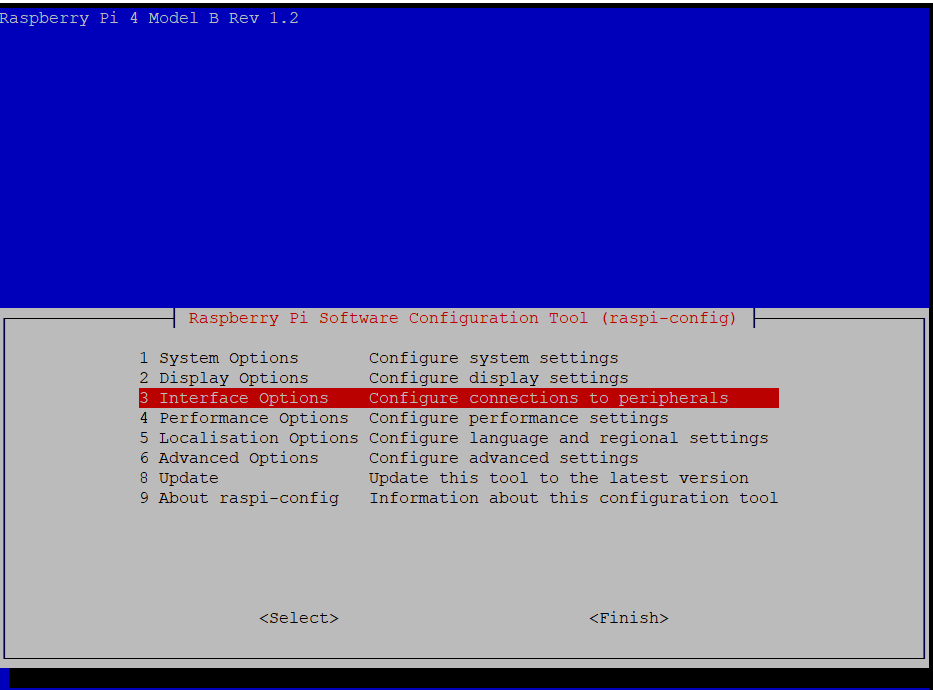 Raspberry Pi 4 Model B Rev 1.2
Raspberry Pi Software Configuration Tool (raspi-config)
1 System Options Configure system settings
2 Display Options Configure display settings
3 Interface Options Configure connections to peripherals
4 Performance Options Configure performance settings
5 Localisation Options Configure language and regional settings
6 Advanced Options Configure advanced settings
8 Update Update this tool to the latest version
9 About raspi-config Information about this configuration tool
<Select> <Finish>